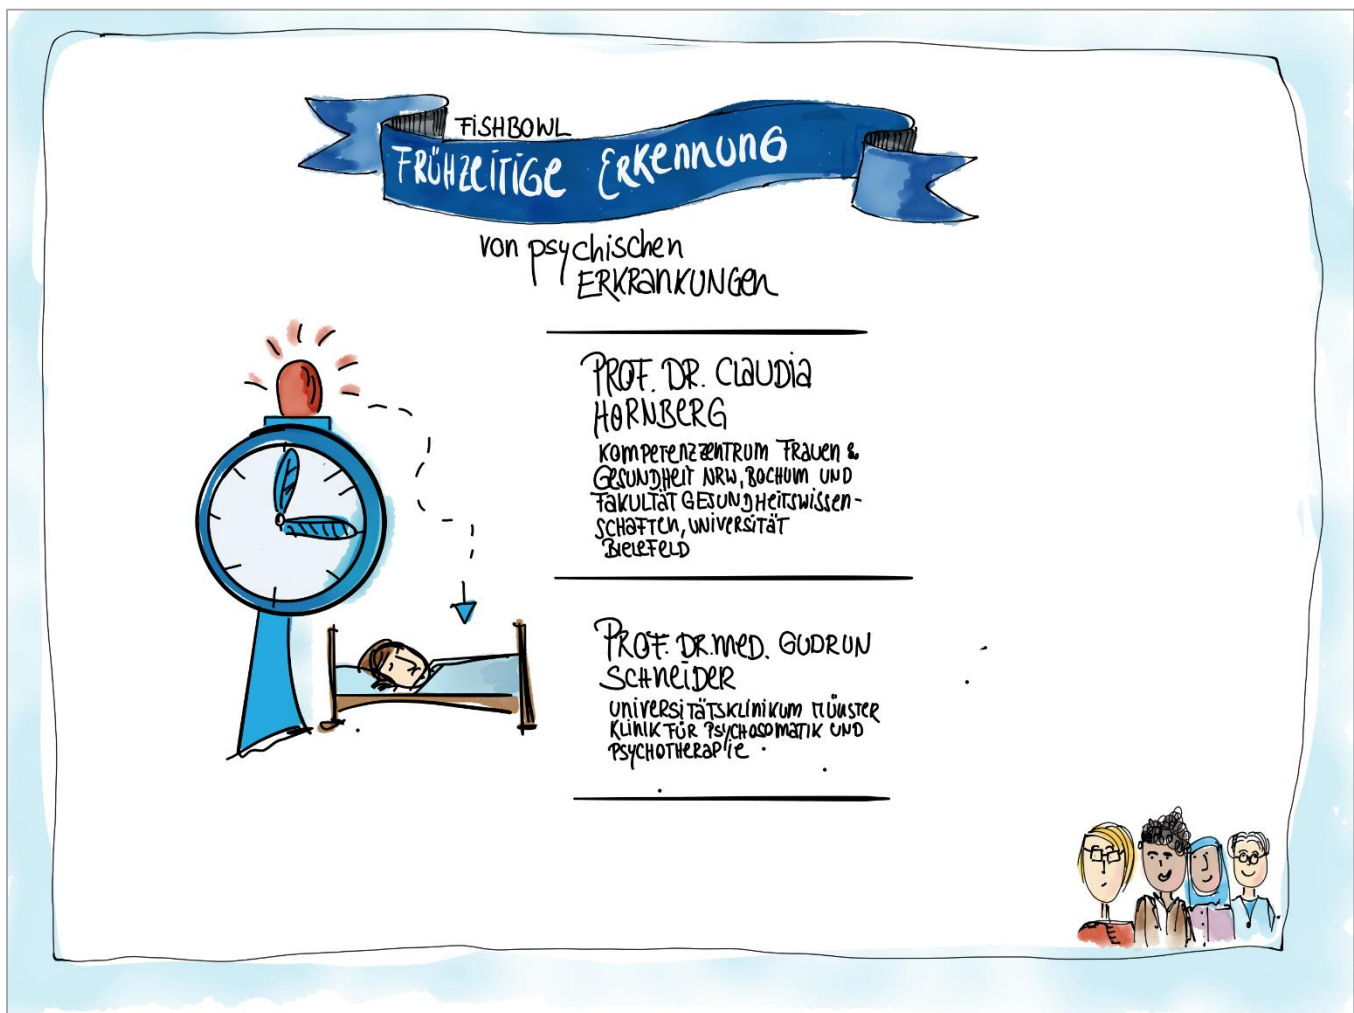 FISHBOWL
FRÜHZEITIGE ERKENNUNG
von psychischen
ERKRANKUNGEN
PROF. DR. CLAUDIA
HORNBERG
KOMPETENZZENTRUM FRAUEN &
GESUNDHEIT NRW, BOCHUM UND
FAKULTÄT GESUNDHEITSWISSEN-
SCHAFTEN, UNIVERSITÄT
BIELEFELD
PROF. DR. MED. GUDRUN
SCHNEIDER
UNIVERSITÄTSKLINIKUM MÜNSTER
KLINIK FÜR PSYCHOSOMATIK UND
PSYCHOTHERAPIE